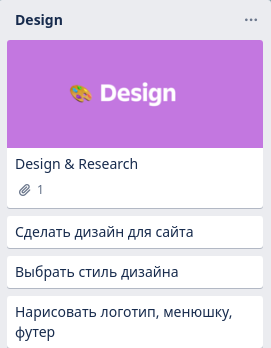 Design
Design
Design & Research
1
Сделать дизайн для сайта
Выбрать стиль дизайна
Нарисовать логотип, менюшку,
футер